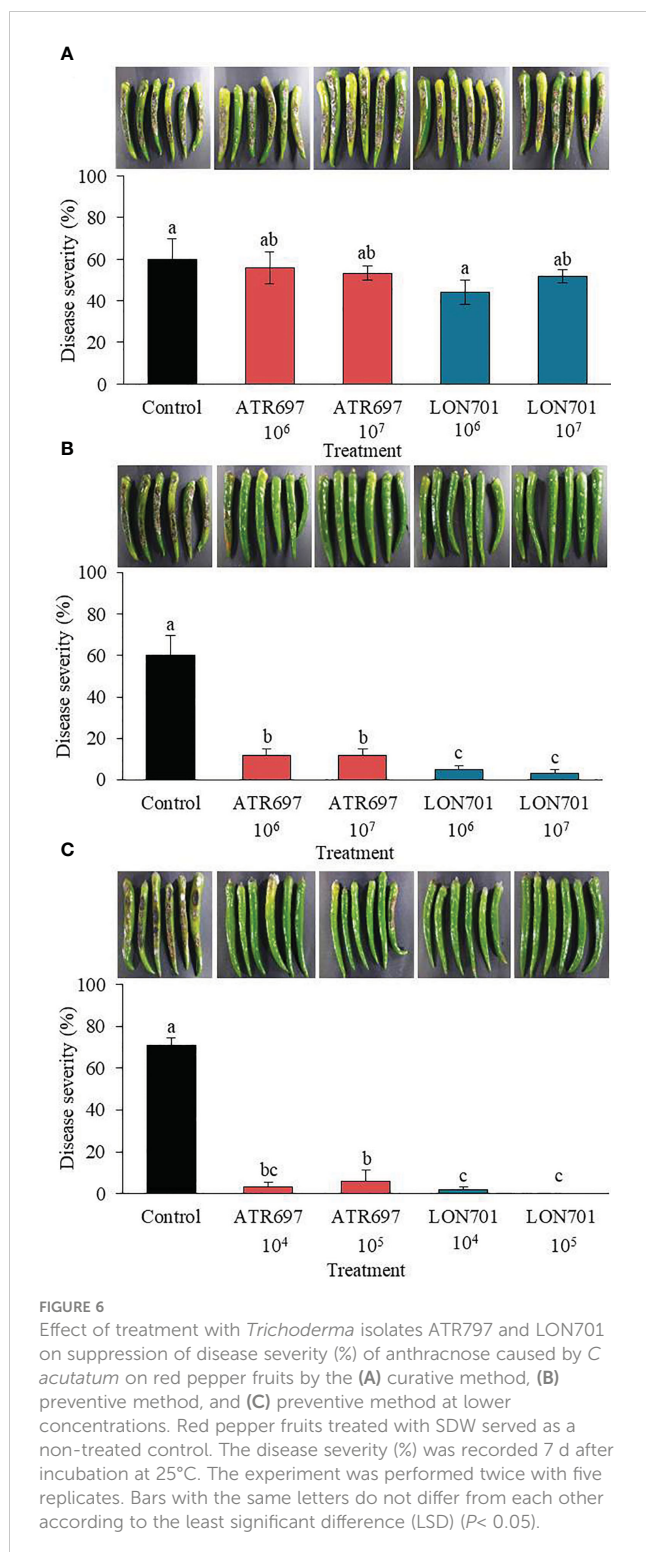 A
100
80
60
40
20
0
Disease severity (%)
a
ab
ab
a
ab
Control
ATR697
ATR697
LON701
LON701
10⁶
10⁷
10⁶
10⁷
Treatment
B
100
80
60
40
20
0
Disease severity (%)
a
b
b
c
c
Control
ATR697
ATR697
LON701
LON701
10⁶
10⁷
10⁶
10⁷
Treatment
C
100
80
60
40
20
0
Disease severity (%)
a
bc
b
c
c
Control
ATR697
ATR697
LON701
LON701
10⁴
10⁵
10⁴
10⁵
Treatment
FIGURE 6
Effect of treatment with Trichoderma isolates ATR797 and LON701
on suppression of disease severity (%) of anthracnose caused by C
acutatum on red pepper fruits by the (A) curative method, (B)
preventive method, and (C) preventive method at lower
concentrations. Red pepper fruits treated with SDW served as a
non-treated control. The disease severity (%) was recorded 7 d after
incubation at 25°C. The experiment was performed twice with five
replicates. Bars with the same letters do not differ from each other
according to the least significant difference (LSD) (P< 0.05).